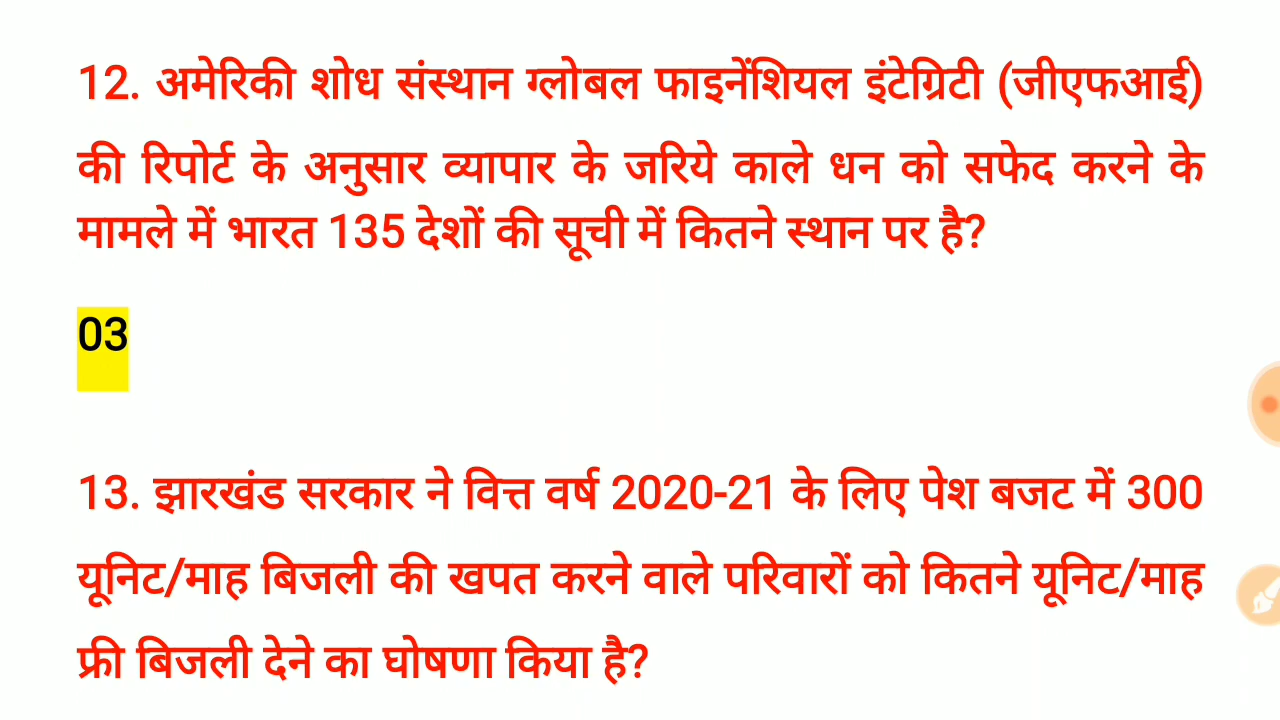 12. अमेरिकी शोध संस्थान ग्लोबल फाइनेंशियल इंटेग्रिटी (जीएफआई)
की रिपोर्ट के अनुसार व्यापार के जरिये काले धन को सफेद करने के
मामले में भारत 135 देशों की सूची में कितने स्थान पर है?
03
13. झारखंड सरकार ने वित्त वर्ष 2020-21 के लिए पेश बजट में 300
यूनिट/माह बिजली की खपत करने वाले परिवारों को कितने यूनिट/माह
फ्री बिजली देने का घोषणा किया है?